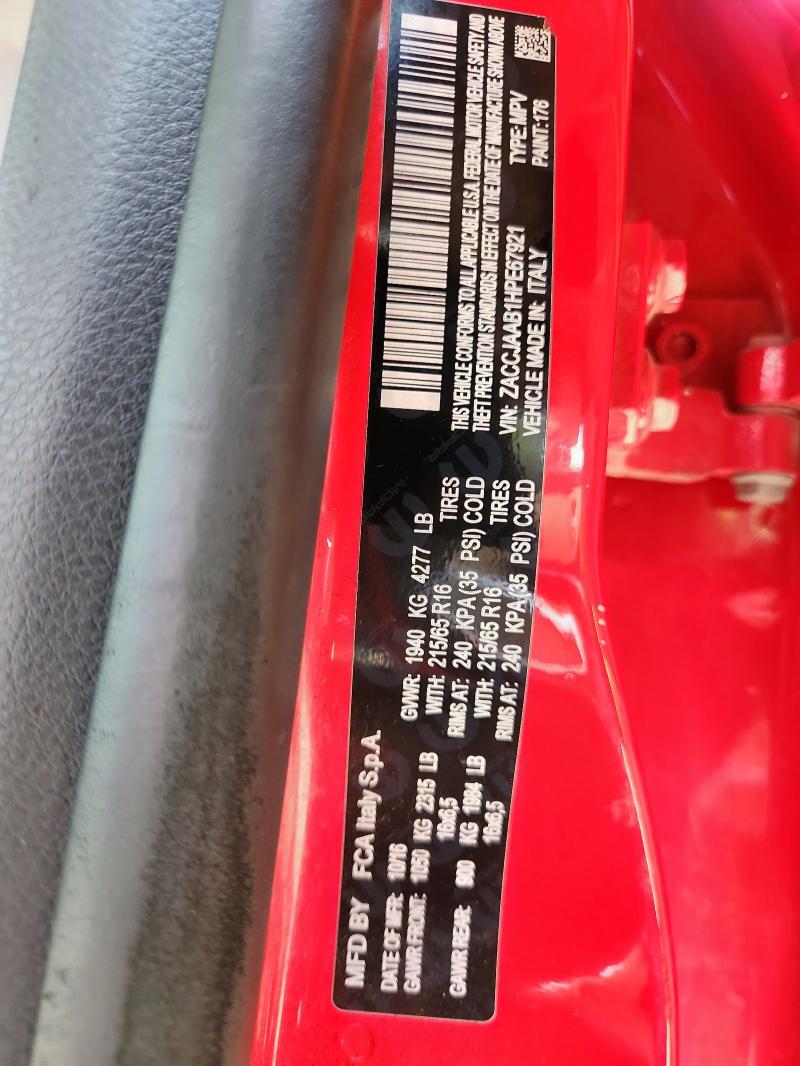 MFD BY FCA Italy S.p.A.
DATE OF MFR: 10/16 GVWR: 1940 KG 4277 LB
GAWR FRONT: 1050 KG 2315 LB WITH: 215/65 R16 TIRES
16x6,5 RIMS AT: 240 KPA(35 PSI) COLD
GAWR REAR: 900 KG 1984 LB WITH: 215/65 R16 TIRES
16x6,5 RIMS AT: 240 KPA(35 PSI) COLD
THIS VEHICLE CONFORMS TO ALL APPLICABLE U.S.A. FEDERAL MOTOR VEHICLE SAFETY AND
THEFT PREVENTION STANDARDS IN EFFECT ON THE DATE OF MANUFACTURE SHOWN ABOVE
VIN: ZACCJAAB1HPE67921 TYPE: MPV
VEHICLE MADE IN: ITALY PAINT: 176